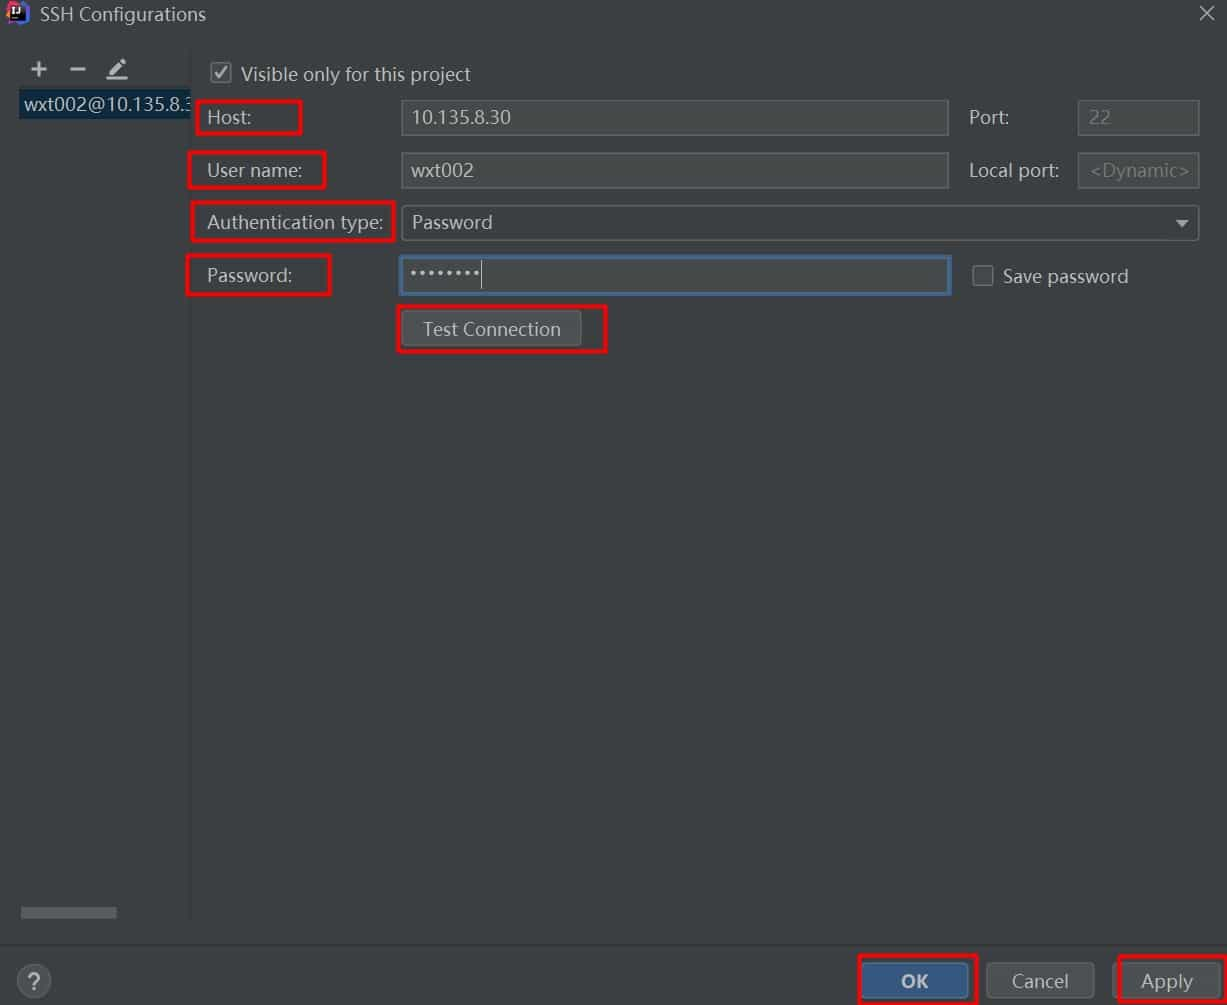 SSH Configurations
Visible only for this project
wxt002@10.135.8.3
Host: 10.135.8.30 Port: 22
User name: wxt002 Local port: <Dynamic>
Authentication type: Password
Password: •••••••• Save password
Test Connection
? OK Cancel Apply